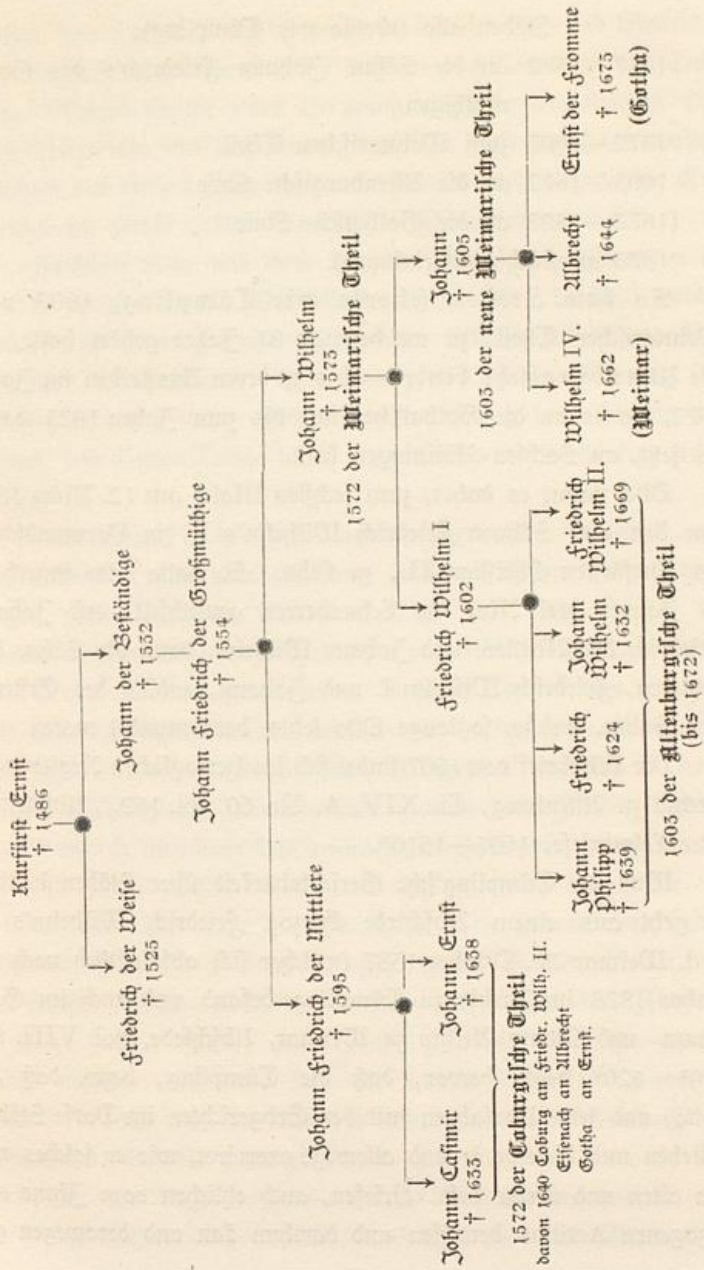 Kurfürst Ernst
† 1486
Friedrich der Weise
† 1525
Johann der Beständige
† 1532
Johann Friedrich der Großmüthige
† 1554
Johann Friedrich der Mittlere
† 1595
Johann Wilhelm
† 1573
1572 der Weimarische Theil
Johann Casimir
† 1633
Johann Ernst
† 1638
1572 der Coburgische Theil
davon 1640 Coburg an Friedr. Wilh. II.
Eisenach an Albrecht
Gotha an Ernst.
Friedrich Wilhelm II
† 1602
Johann
† 1605
1603 der neue Weimarische Theil
Johann
Philipp
† 1639
Friedrich
† 1624
Johann
Wilhelm
† 1632
Friedrich
Wilhelm II.
† 1669
1603 der Altenburgische Theil
(bis 1672)
Wilhelm IV.
† 1662
(Weimar)
Albrecht
† 1644
Ernst der Fromme
† 1675
(Gotha)